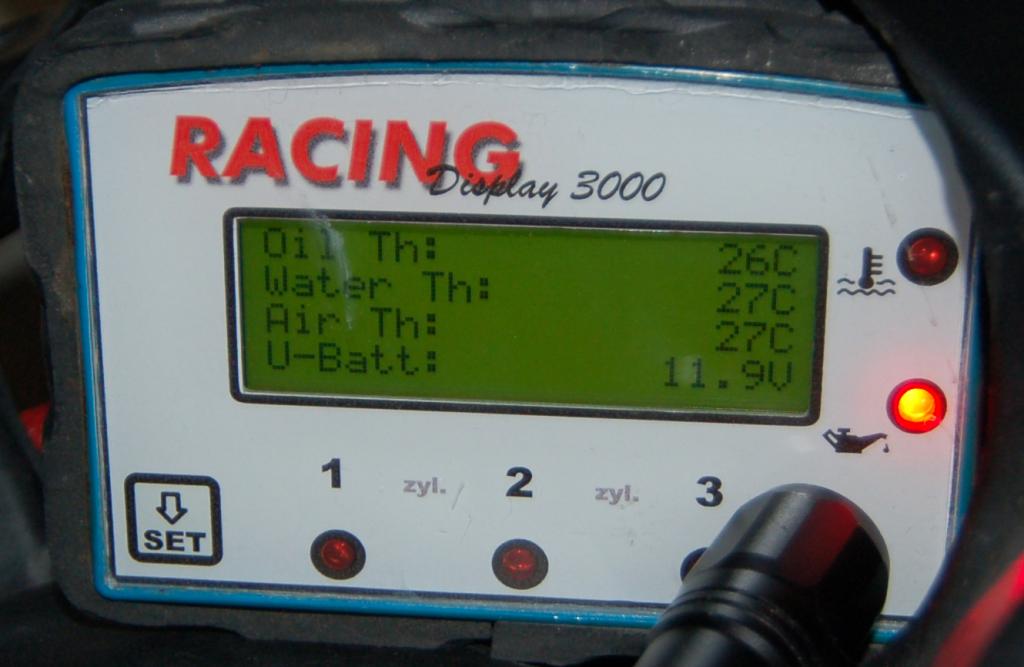 RACING
Display 3000
Oil Th: 26C
Water Th: 27C
Air Th: 27C
U-Batt: 11.9V
1 zyl. 2 zyl. 3
SET